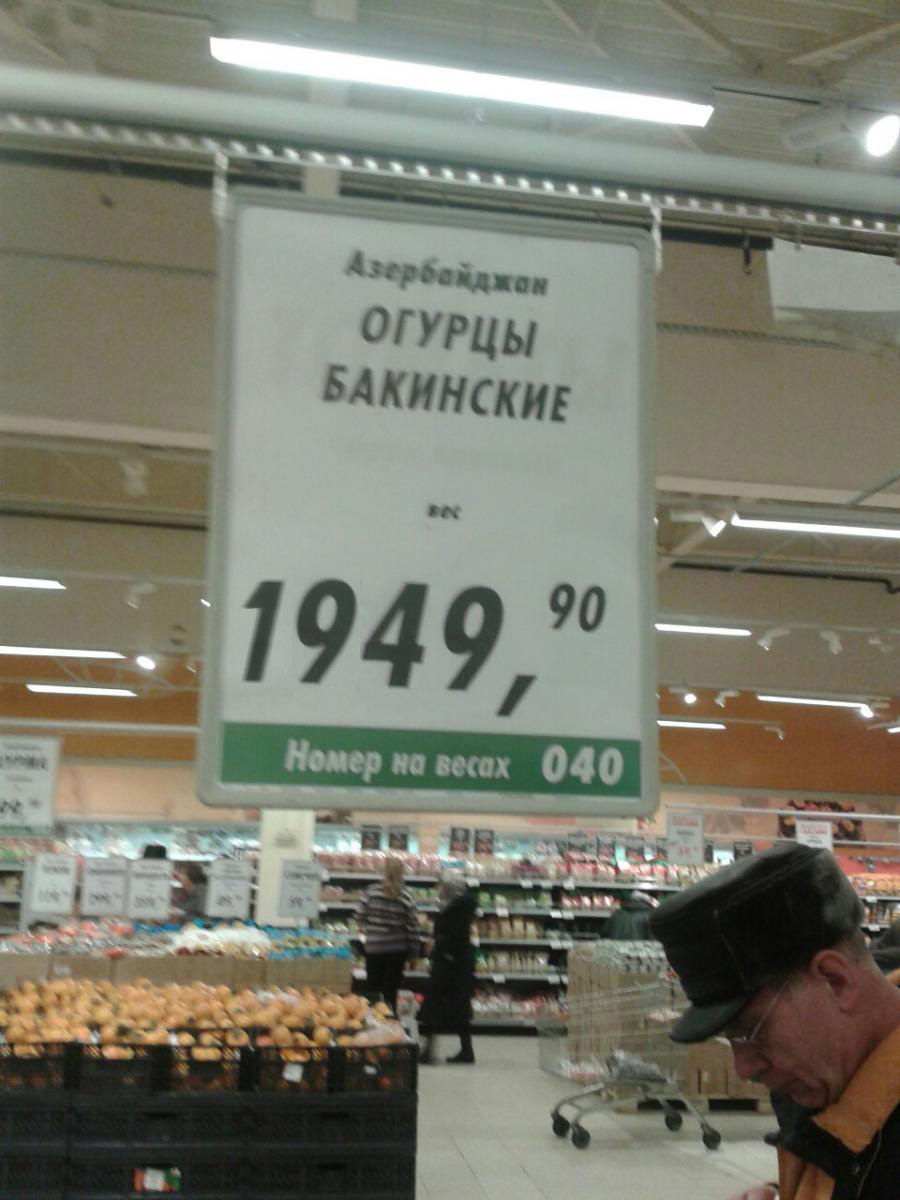 Азербайджан
ОГУРЦЫ
БАКИНСКИЕ
вес
1949,90
Номер на весах 040